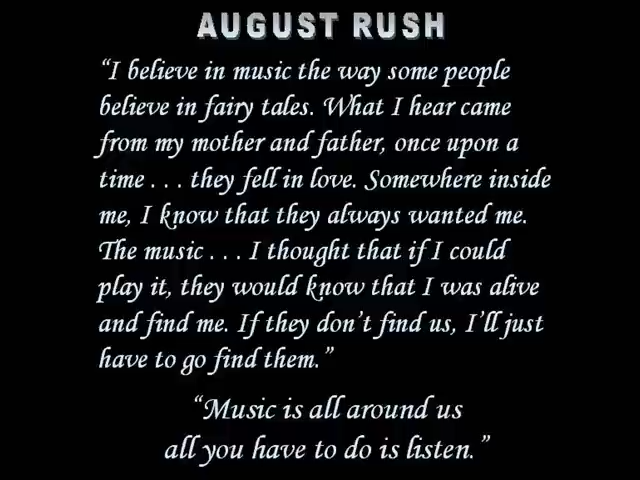 AUGUST RUSH
“I believe in music the way some people
believe in fairy tales. What I hear came
from my mother and father, once upon a
time . . . they fell in love. Somewhere inside
me, I know that they always wanted me.
The music . . . I thought that if I could
play it, they would know that I was alive
and find me. If they don’t find us, I’ll just
have to go find them.”
“Music is all around us
all you have to do is listen.”